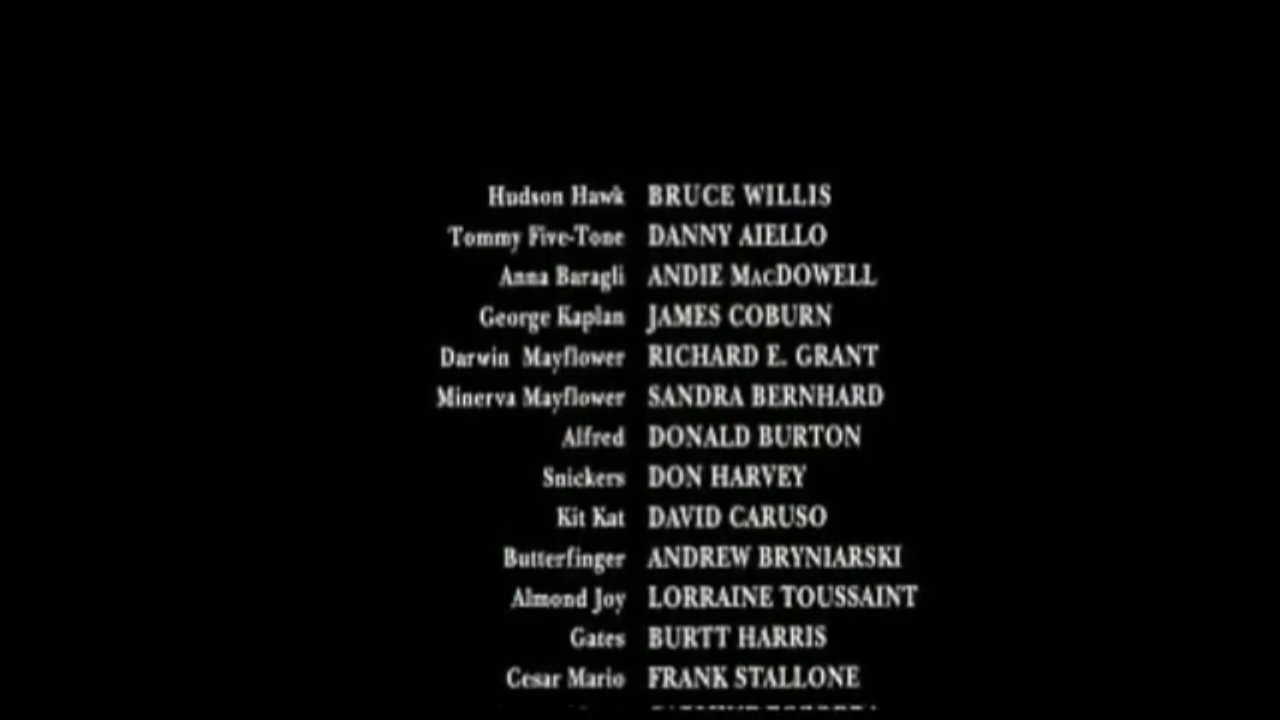 Hudson Hawk BRUCE WILLIS
Tommy Five-Tone DANNY AIELLO
Anna Baragli ANDIE MACDOWELL
George Kaplan JAMES COBURN
Darwin Mayflower RICHARD E. GRANT
Minerva Mayflower SANDRA BERNHARD
Alfred DONALD BURTON
Snickers DON HARVEY
Kit Kat DAVID CARUSO
Butterfinger ANDREW BRYNIARSKI
Almond Joy LORRAINE TOUSSAINT
Gates BURTT HARRIS
Cesar Mario FRANK STALLONE